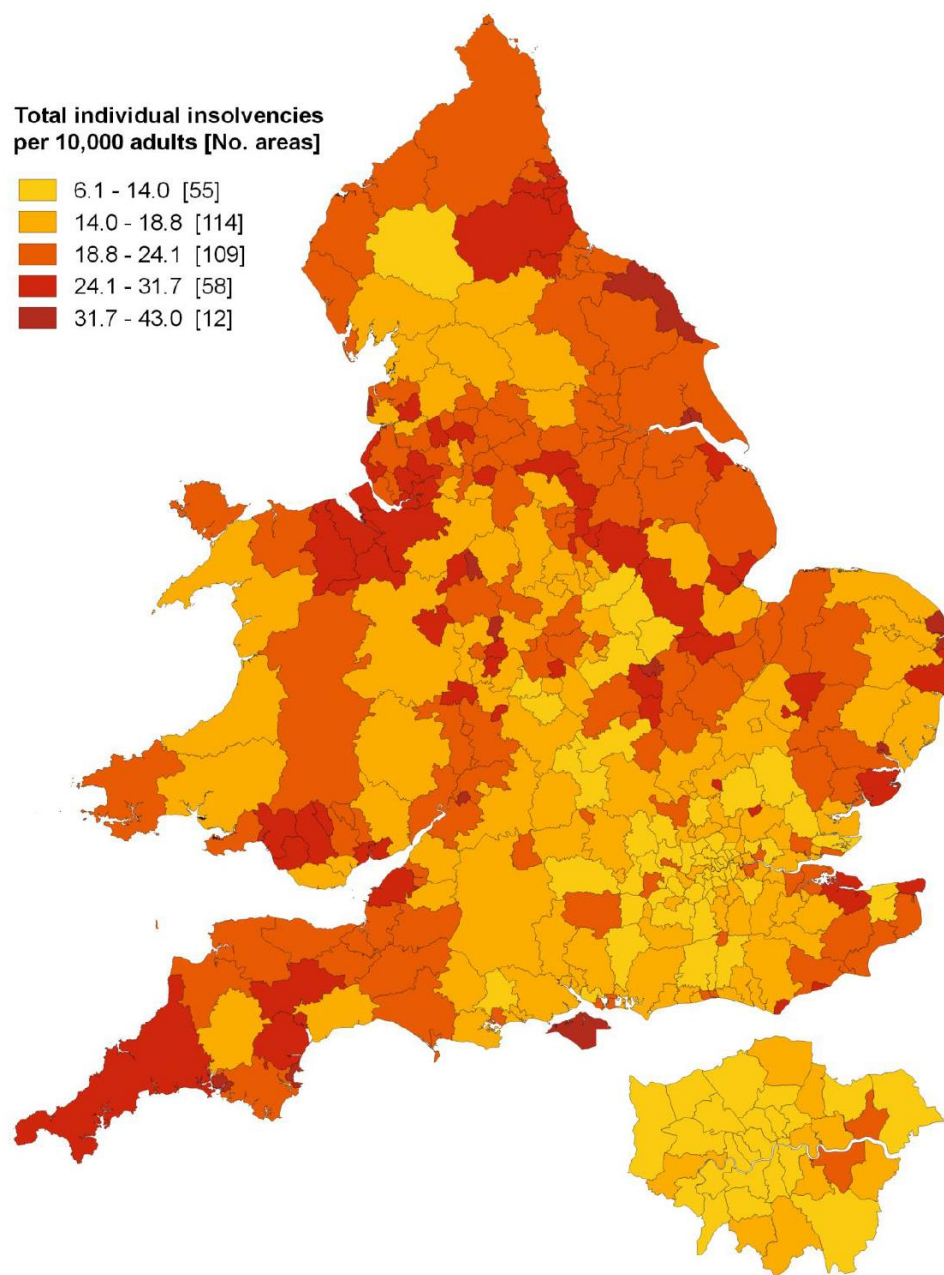 Total individual insolvencies
per 10,000 adults [No. areas]
6.1 - 14.0 [55]
14.0 - 18.8 [114]
18.8 - 24.1 [109]
24.1 - 31.7 [58]
31.7 - 43.0 [12]